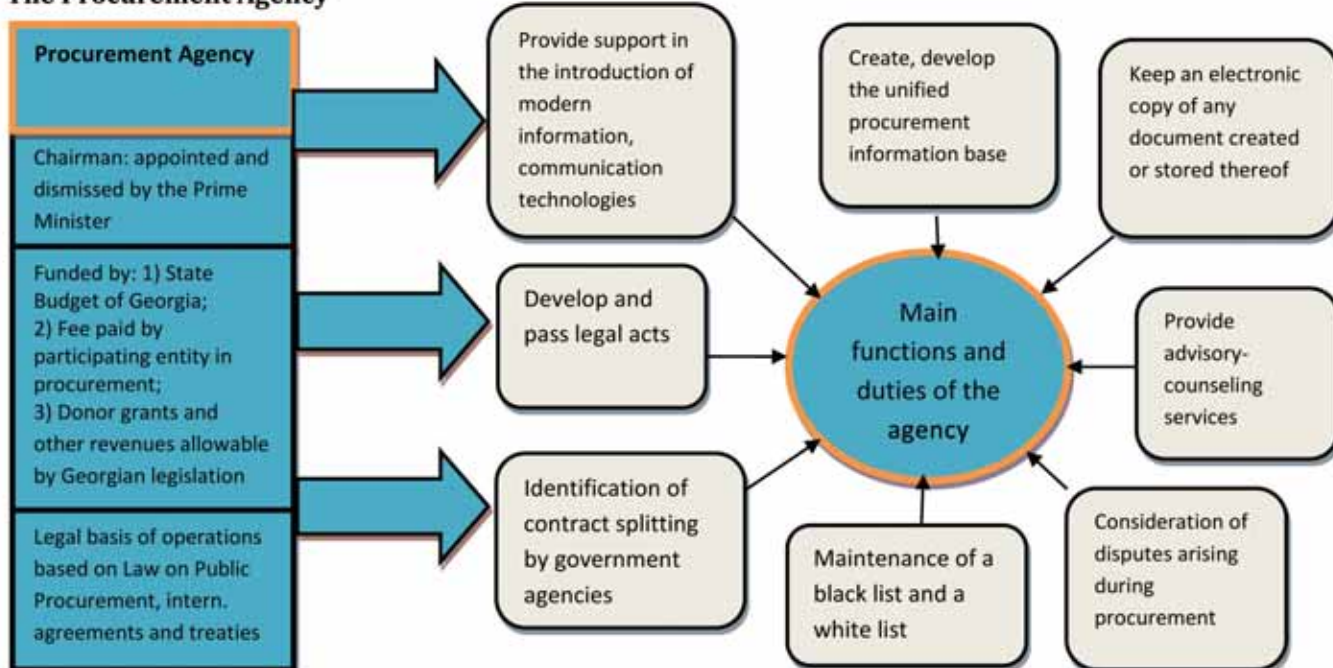 The Procurement Agency
Procurement Agency
Chairman: appointed and
dismissed by the Prime
Minister
Funded by: 1) State
Budget of Georgia;
2) Fee paid by
participating entity in
procurement;
3) Donor grants and
other revenues allowable
by Georgian legislation
Legal basis of operations
based on Law on Public
Procurement, intern.
agreements and treaties
Provide support in
the introduction of
modern
information,
communication
technologies
Develop and
pass legal acts
Identification of
contract splitting
by government
agencies
Create, develop
the unified
procurement
information base
Keep an electronic
copy of any
document created
or stored thereof
Main
functions and
duties of the
agency
Provide
advisory-
counseling
services
Maintenance of a
black list and a
white list
Consideration of
disputes arising
during
procurement